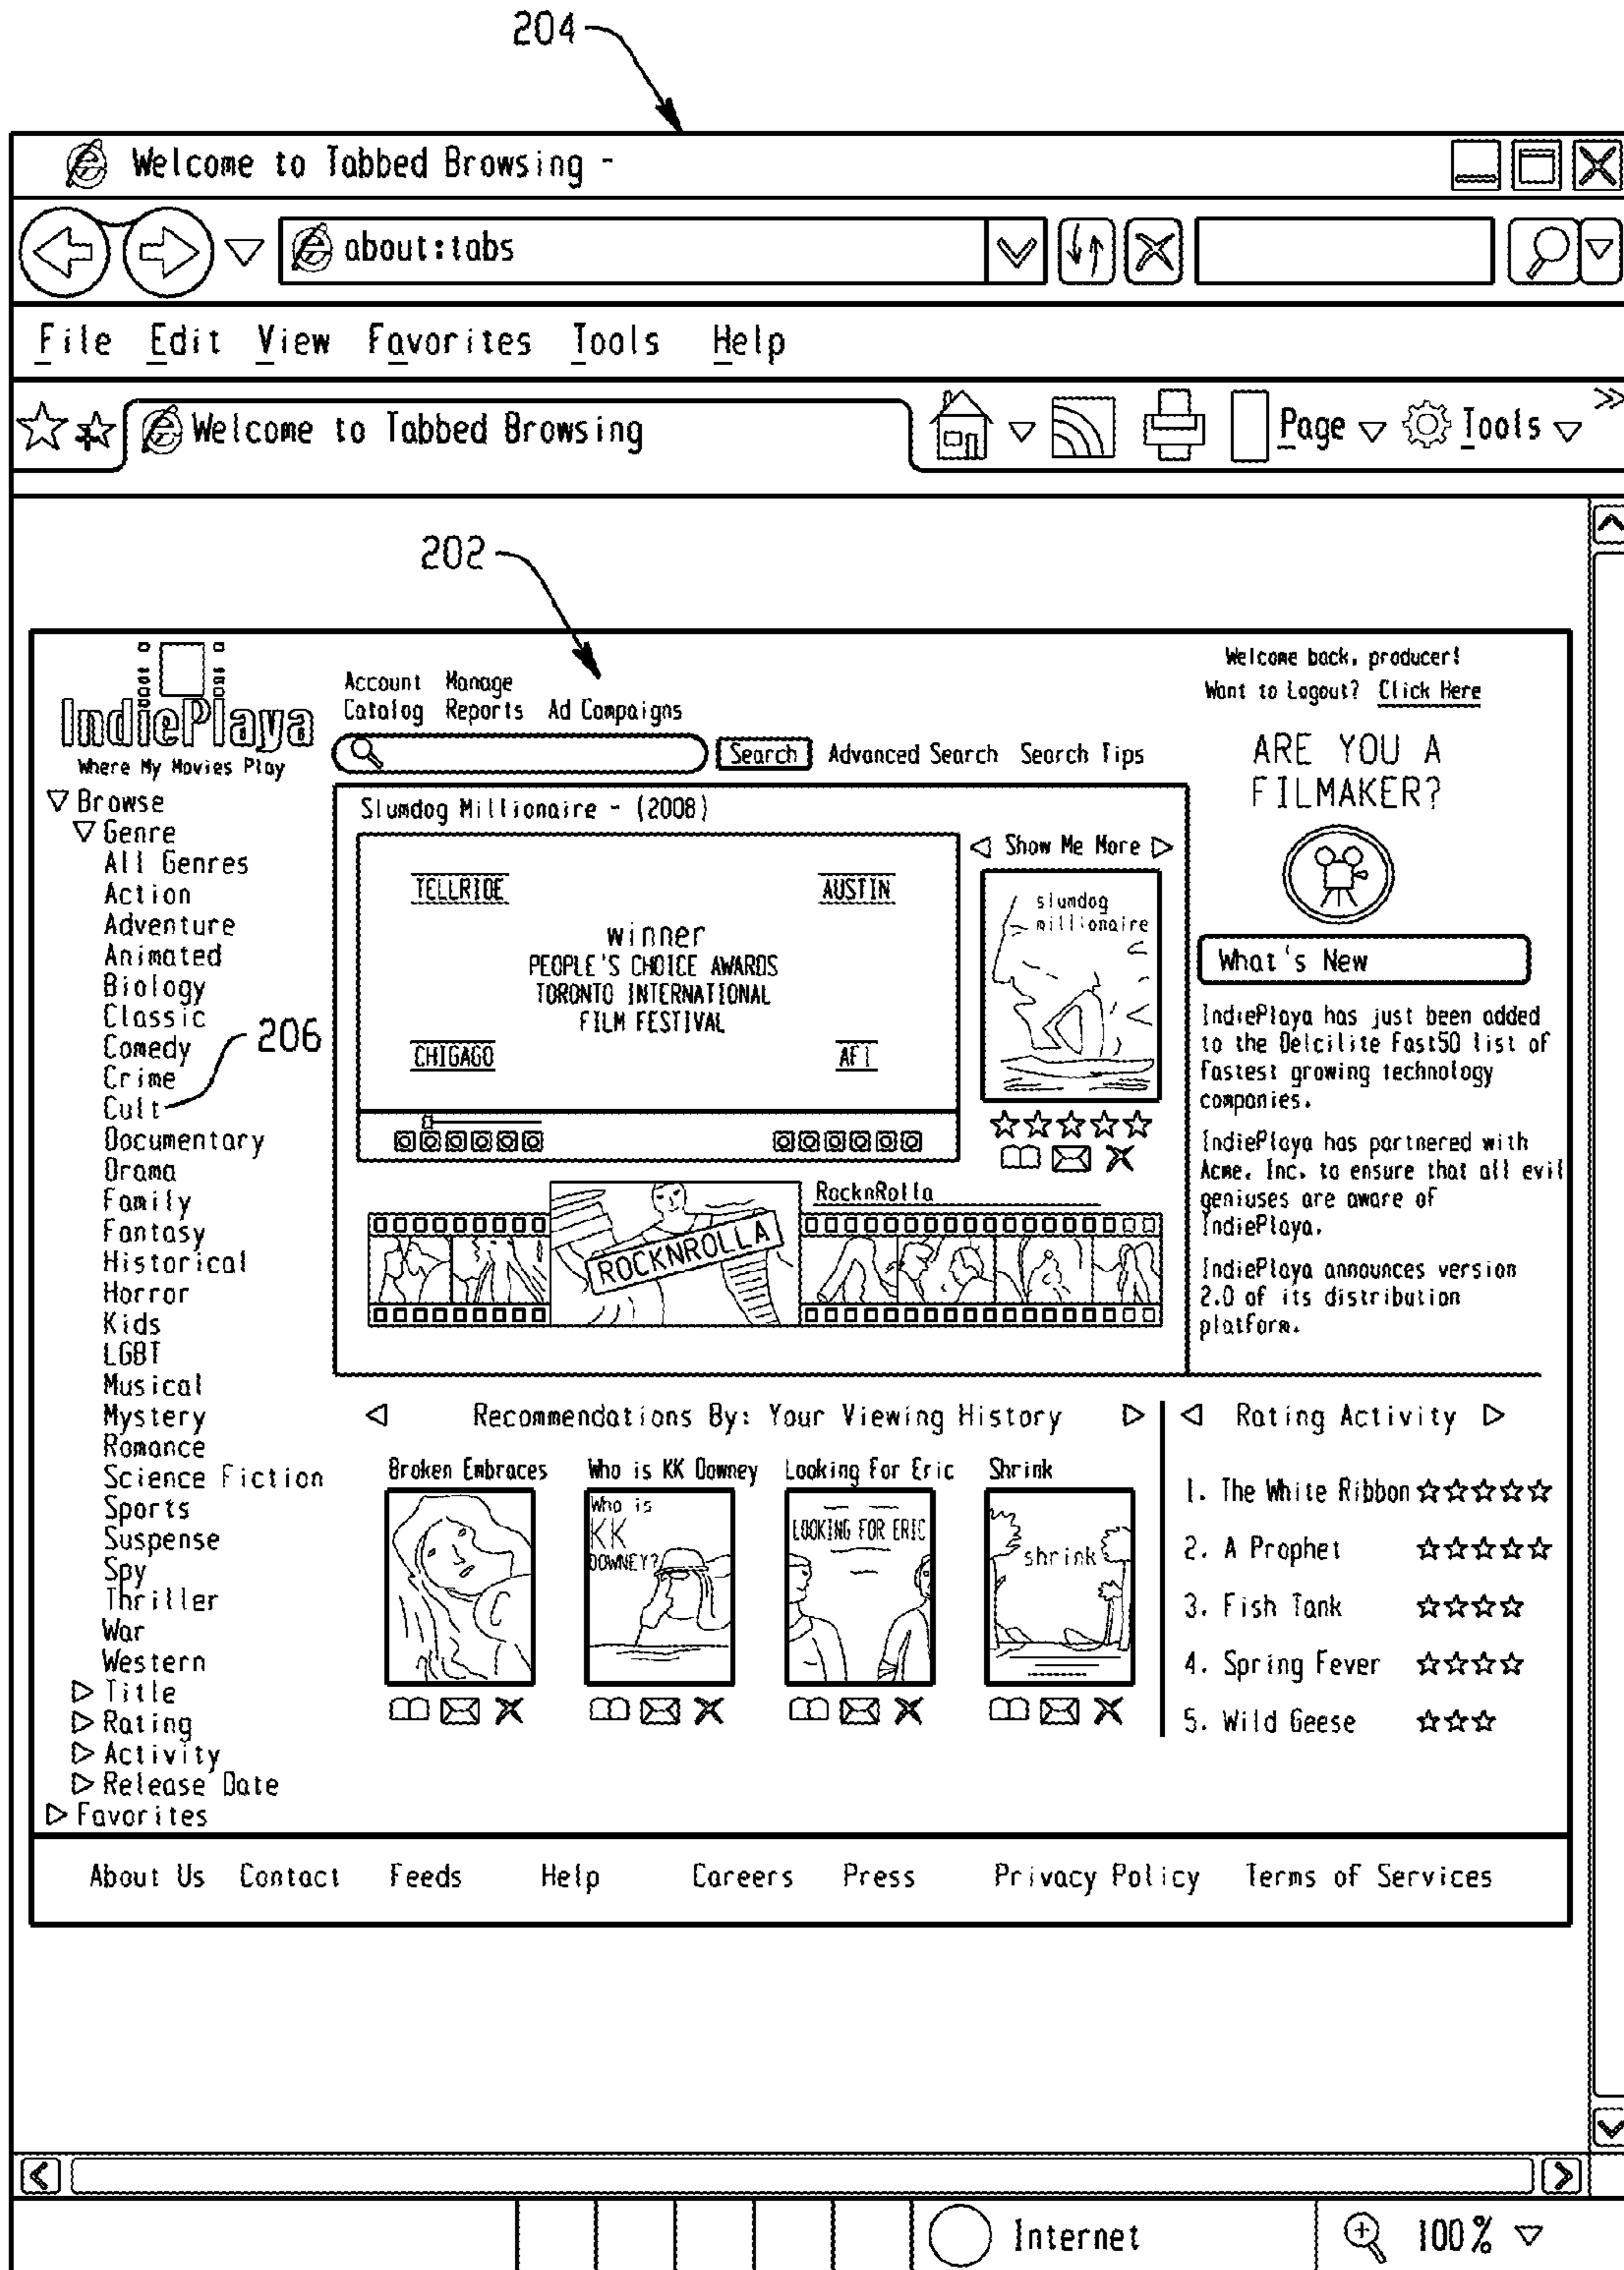 204
Welcome to Tabbed Browsing -
about:tabs
File Edit View Favorites Tools Help
Welcome to Tabbed Browsing
Page Tools
202
IndiePlaya
Where My Movies Play
Account Manage
Catalog Reports Ad Campaigns
Search Advanced Search Search Tips
Welcome back, producer!
Want to Logout? Click Here
ARE YOU A
FILMAKER?
Browse
Genre
All Genres
Action
Adventure
Animated
Biology
Classic
Comedy
Crime
Cult
206
Documentary
Drama
Family
Fantasy
Historical
Horror
Kids
LGBT
Musical
Mystery
Romance
Science Fiction
Sports
Suspense
Spy
Thriller
War
Western
Title
Rating
Activity
Release Date
Favorites
Slumdog Millionaire - (2008)
TELLRIDE
AUSTIN
winner
PEOPLE'S CHOICE AWARDS
TORONTO INTERNATIONAL
FILM FESTIVAL
CHIGAGO
AFI
Show Me More
slumdog
millionaire
RocknRolla
ROCKNROLLA
What's New
IndiePlaya has just been added
to the Delcilite Fast50 list of
fastest growing technology
companies.
IndiePlaya has partnered with
Acme, Inc. to ensure that all evil
geniuses are aware of
IndiePlaya.
IndiePlaya announces version
2.0 of its distribution
platform.
Recommendations By: Your Viewing History
Broken Embraces
Who is KK Downey
Looking For Eric
Shrink
Who is
KK
DOWNEY?
LOOKING FOR ERIC
shrink
Rating Activity
1. The White Ribbon
2. A Prophet
3. Fish Tank
4. Spring Fever
5. Wild Geese
About Us Contact Feeds Help Careers Press Privacy Policy Terms of Services
Internet
100%